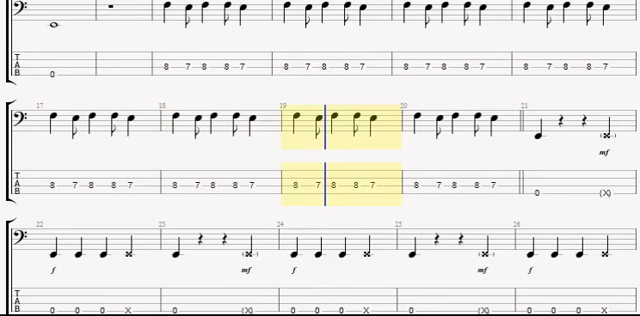 T 8 7 8 8 7 8 7 8 8 7 8 7 8 8 7 8 7 8 8 7
A
B 0
17 18 19 20 21
mf
T
A 8 7 8 8 7 8 7 8 8 7 8 7 8 8 7 8 7 8 8 7
B 0 (X)
22 23 24 25 26
f mf f mf f
0 0 0 X 0 (X) 0 0 0 X 0 (X) 0 0 0 X